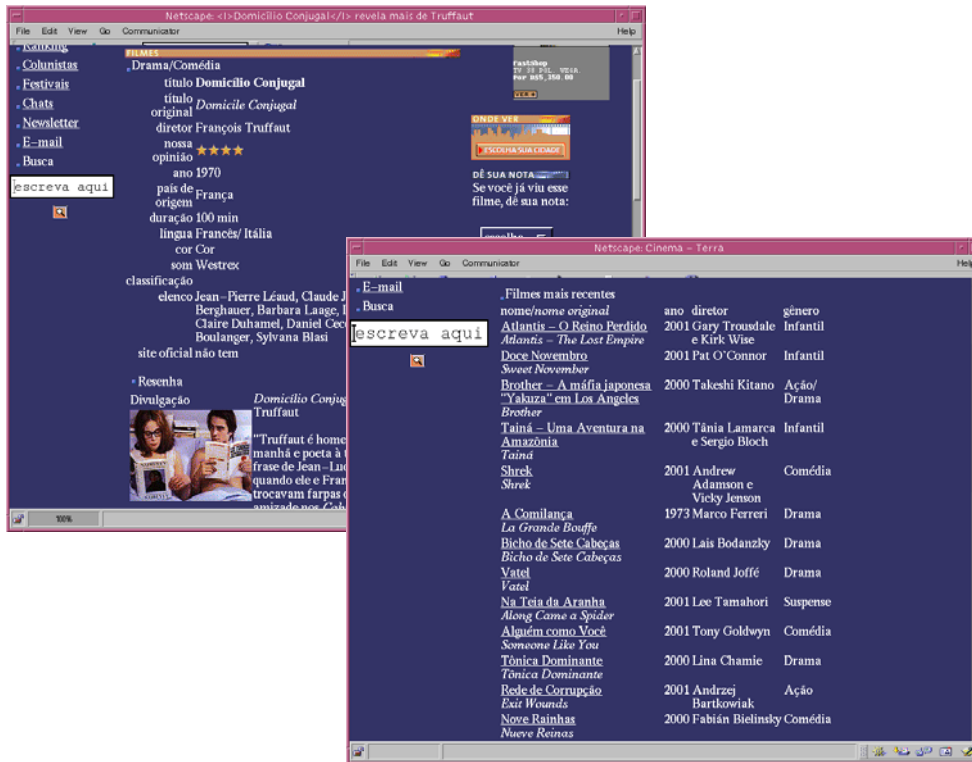 Netscape: <I>Domicílio Conjugal</I> revela mais de Truffaut
File Edit View Go Communicator Help
Ranking
Colunistas
Festivais
Chats
Newsletter
E-mail
Busca
escreva aqui
FILMES
Drama/Comédia
título Domicílio Conjugal
título original Domicile Conjugal
diretor François Truffaut
nossa opinião
ano 1970
país de origem França
duração 100 min
língua Francês/ Itália
cor Cor
som Westrex
classificação
elenco Jean-Pierre Léaud, Claude J
Berghauer, Barbara Laage,
Claire Duhamel, Daniel Cec
Boulanger, Sylvana Blasi
site oficial não tem
Resenha
Divulgação
Domicílio Conjug
Truffaut
"Truffaut é home
manhã e poeta à t
frase de Jean-Luc
quando ele e Fran
trocavam farpas
amizade nos
fastshop
Por R$5,350.00
VER
ONDE VER
ESCOLHA SUA CIDADE
DÊ SUA NOTA
Se você já viu esse
filme, dê sua nota:
escolha
100%
Netscape: Cinema - Terra
File Edit View Go Communicator Help
E-mail
Busca
escreva aqui
Filmes mais recentes
nome/nome original ano diretor gênero
Atlantis - O Reino Perdido 2001 Gary Trousdale Infantil
Atlantis - The Lost Empire e Kirk Wise
Doce Novembro 2001 Pat O'Connor Infantil
Sweet November
Brother - A máfia japonesa 2000 Takeshi Kitano Ação/
"Yakuza" em Los Angeles Drama
Brother
Tainá - Uma Aventura na 2000 Tânia Lamarca Infantil
Amazônia e Sergio Bloch
Tainá
Shrek 2001 Andrew Comédia
Shrek Adamson e
Vicky Jenson
A Comilança 1973 Marco Ferreri Drama
La Grande Bouffe
Bicho de Sete Cabeças 2000 Lais Bodanzky Drama
Bicho de Sete Cabeças
Vatel 2000 Roland Joffé Drama
Vatel
Na Teia da Aranha 2001 Lee Tamahori Suspense
Along Came a Spider
Alguém como Você 2001 Tony Goldwyn Comédia
Someone Like You
Tônica Dominante 2000 Lina Chamie Drama
Tônica Dominante
Rede de Corrupção 2001 Andrzej Ação
Exit Wounds Bartkowiak
Nove Rainhas 2000 Fabián Bielinsky Comédia
Nueve Reinas